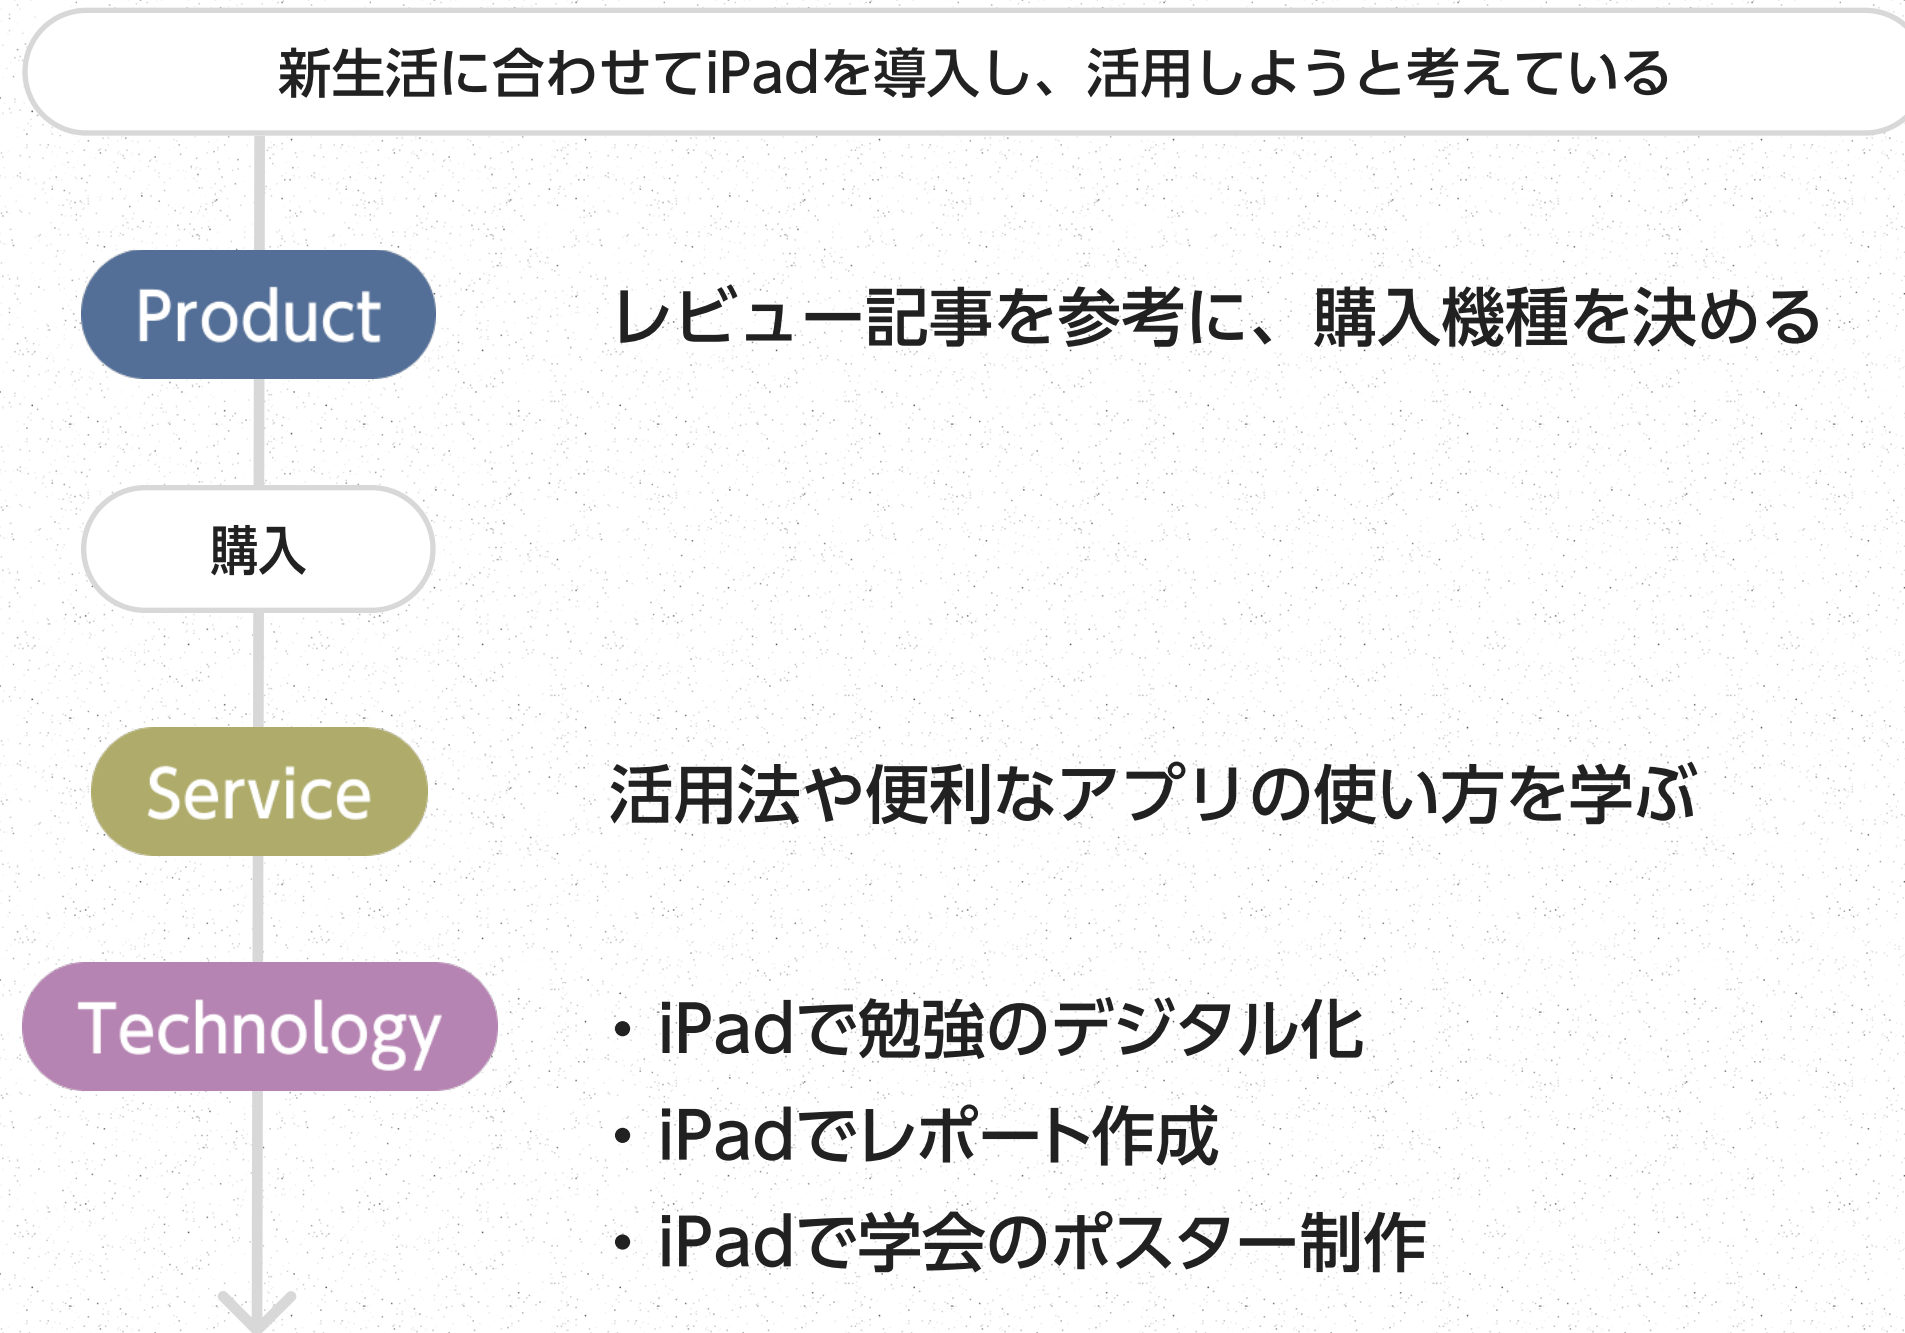 新生活に合わせてiPadを導入し、活用しようと考えている
Product
レビュー記事を参考に、購入機種を決める
購入
Service
活用法や便利なアプリの使い方を学ぶ
Technology
・iPadで勉強のデジタル化
・iPadでレポート作成
・iPadで学会のポスター制作